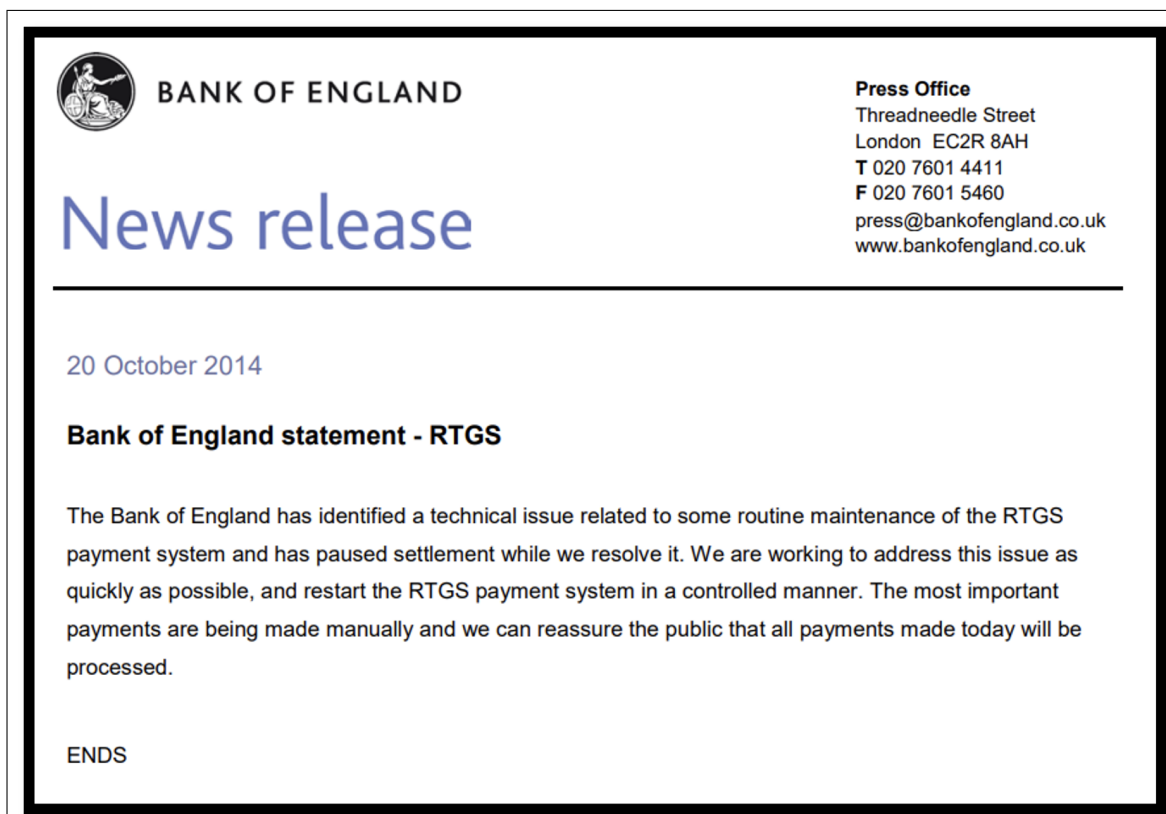 BANK OF ENGLAND
Press Office
Threadneedle Street
London EC2R 8AH
T 020 7601 4411
F 020 7601 5460
press@bankofengland.co.uk
www.bankofengland.co.uk
News release
20 October 2014
Bank of England statement - RTGS
The Bank of England has identified a technical issue related to some routine maintenance of the RTGS
payment system and has paused settlement while we resolve it. We are working to address this issue as
quickly as possible, and restart the RTGS payment system in a controlled manner. The most important
payments are being made manually and we can reassure the public that all payments made today will be
processed.
ENDS